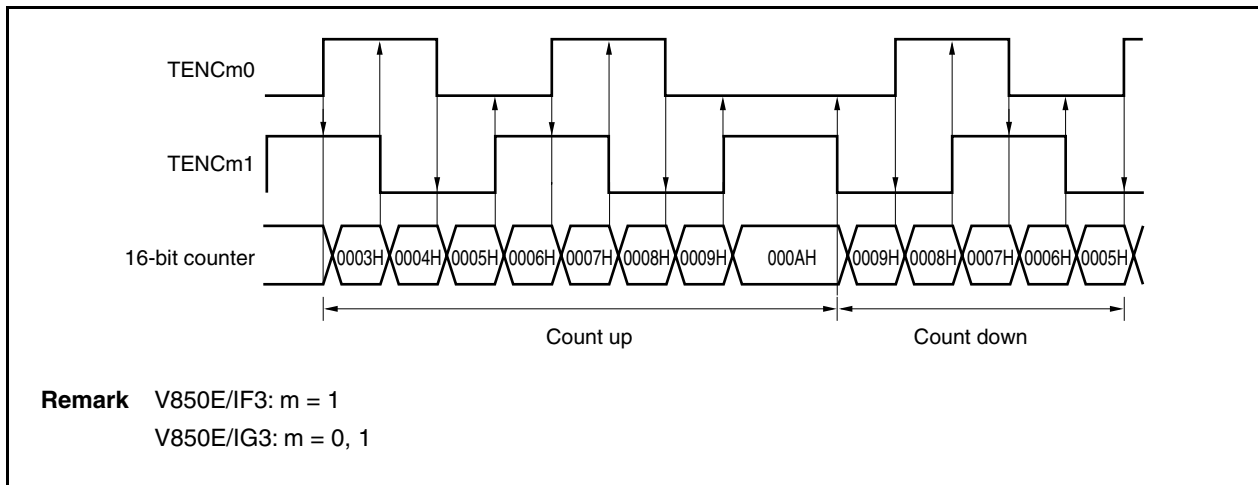 TENCm0
TENCm1
16-bit counter
0003H 0004H 0005H 0006H 0007H 0008H 0009H 000AH 0009H 0008H 0007H 0006H 0005H
Count up
Count down
Remark V850E/IF3: m = 1
V850E/IG3: m = 0, 1